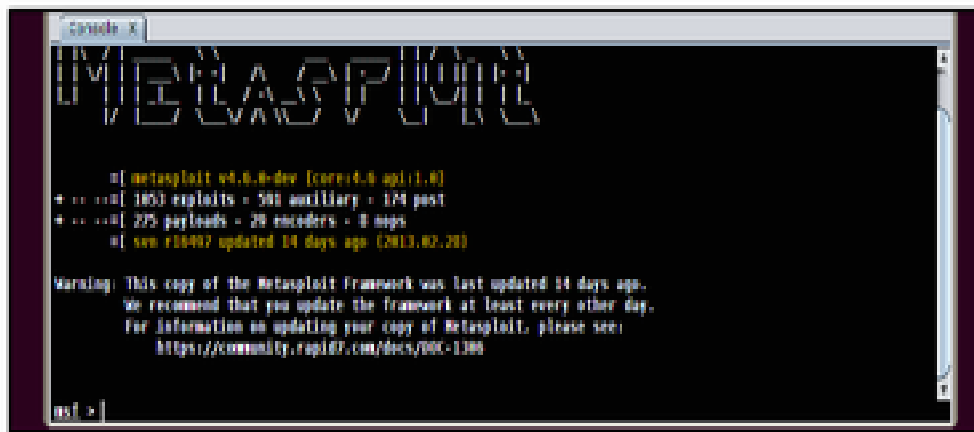 Console X
METASPLOIT
=[ metasploit v4.6.0-dev [core:4.6 api:1.0]
+ -- --=[ 1053 exploits - 581 auxiliary - 174 post
+ -- --=[ 275 payloads - 28 encoders - 8 nops
=[ svn updated 14 days ago (2013.02.20)
Warning: This copy of the Metasploit Framework was last updated 14 days ago.
We recommend that you update the framework at least every other day.
For information on updating your copy of Metasploit, please see:
https://community.rapid7.com/docs/DOC-1306
msf >